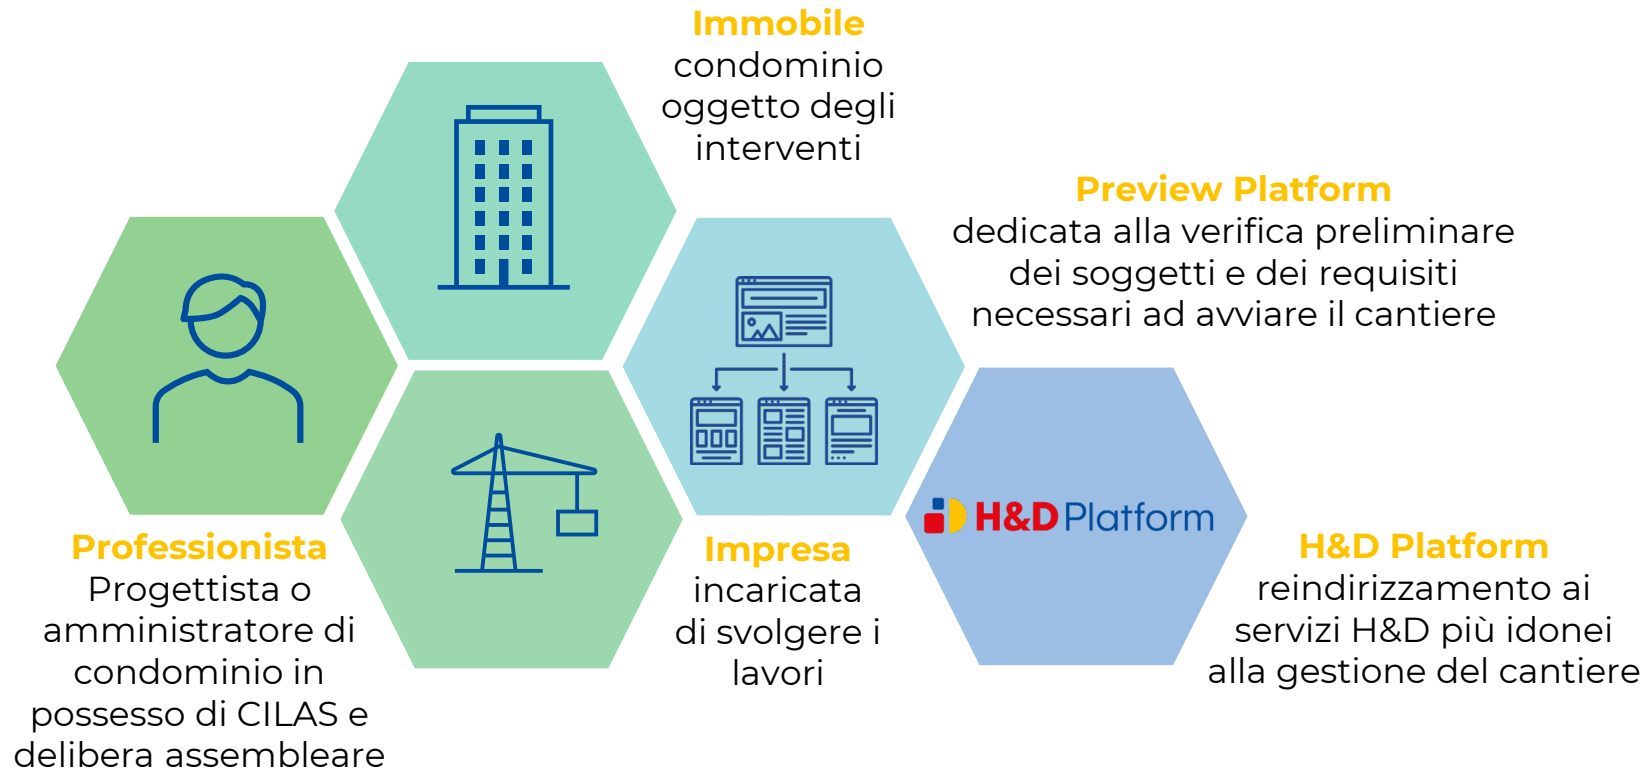 Immobile
condominio
oggetto degli
interventi
Preview Platform
dedicata alla verifica preliminare
dei soggetti e dei requisiti
necessari ad avviare il cantiere
H&D Platform
Professionista
Progettista o
amministratore di
condominio in
possesso di CILAS e
delibera assembleare
Impresa
incaricata
di svolgere i
lavori
H&D Platform
reindirizzamento ai
servizi H&D più idonei
alla gestione del cantiere